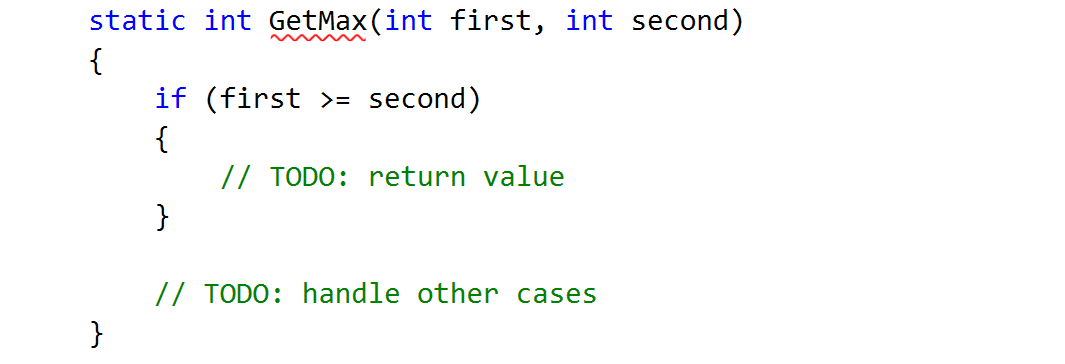 static int GetMax(int first, int second)
{
    if (first >= second)
    {
        // TODO: return value
    }

    // TODO: handle other cases
}